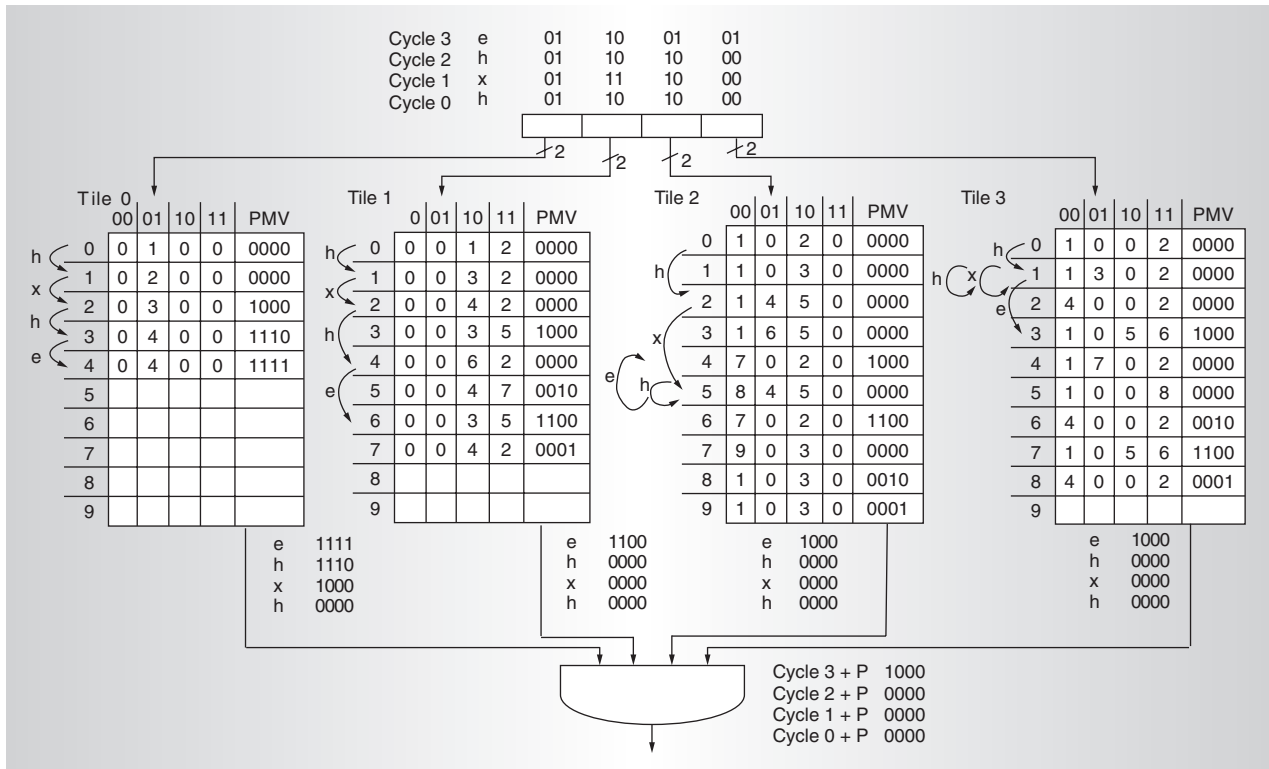 Cycle 3 e 01 10 01 01
Cycle 2 h 01 10 10 00
Cycle 1 x 01 11 10 00
Cycle 0 h 01 10 10 00
2 2 2 2
Tile 0
00 01 10 11 PMV
0 0 1 0 0 0000
1 0 2 0 0 0000
2 0 3 0 0 1000
3 0 4 0 0 1110
4 0 4 0 0 1111
5
6
7
8
9
h
x
h
e
Tile 1
0 01 10 11 PMV
0 0 0 1 2 0000
1 0 0 3 2 0000
2 0 0 4 2 0000
3 0 0 3 5 1000
4 0 0 6 2 0000
5 0 0 4 7 0010
6 0 0 3 5 1100
7 0 0 4 2 0001
8
9
h
x
h
e
Tile 2
00 01 10 11 PMV
0 1 0 2 0 0000
1 1 0 3 0 0000
2 1 4 5 0 0000
3 1 6 5 0 0000
4 7 0 2 0 1000
5 8 4 5 0 0000
6 7 0 2 0 1100
7 9 0 3 0 0000
8 1 0 3 0 0010
9 1 0 3 0 0001
h
x
e h
Tile 3
00 01 10 11 PMV
0 1 0 0 2 0000
1 1 3 0 2 0000
2 4 0 0 2 0000
3 1 0 5 6 1000
4 1 7 0 2 0000
5 1 0 0 8 0000
6 4 0 0 2 0010
7 1 0 5 6 1100
8 4 0 0 2 0001
9
h
h x
e
e 1111
h 1110
x 1000
h 0000
e 1100
h 0000
x 0000
h 0000
e 1000
h 0000
x 0000
h 0000
e 1000
h 0000
x 0000
h 0000
Cycle 3 + P 1000
Cycle 2 + P 0000
Cycle 1 + P 0000
Cycle 0 + P 0000